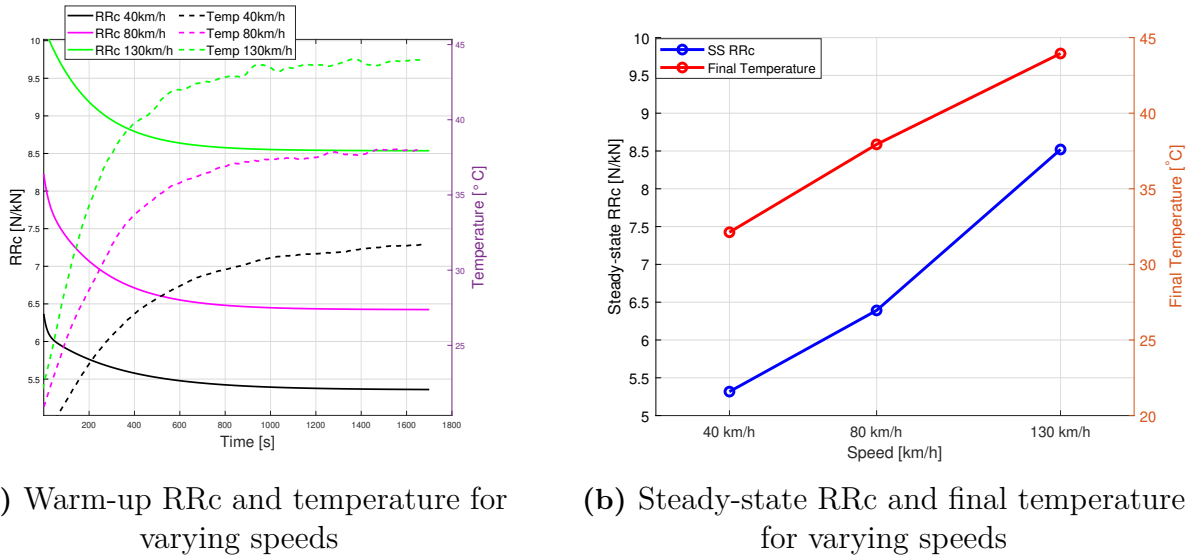 RRc 40km/h
RRc 80km/h
RRc 130km/h
Temp 40km/h
Temp 80km/h
Temp 130km/h
10
9.5
9
8.5
8
7.5
7
6.5
6
5.5
RRc [N/kN]
45
40
35
30
25
Temperature [° C]
200 400 600 800 1000 1200 1400 1600 1800
Time [s]
) Warm-up RRc and temperature for
varying speeds
SS RRc
Final Temperature
10
9.5
9
8.5
8
7.5
7
6.5
6
5.5
5
Steady-state RRc [N/kN]
45
40
35
30
25
20
Final Temperature [°C]
40 km/h 80 km/h 130 km/h
Speed [km/h]
(b) Steady-state RRc and final temperature
for varying speeds